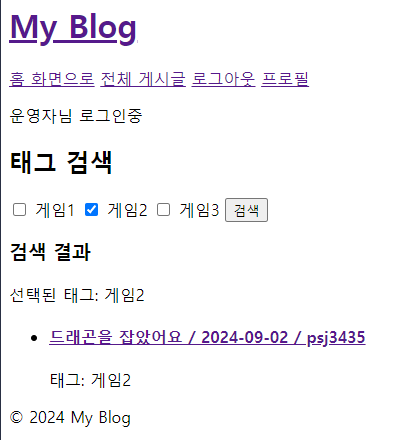 My Blog
홈 화면으로 전체 게시글 로그아웃 프로필
운영자님 로그인중
태그 검색
게임1 게임2 게임3 검색
검색 결과
선택된 태그: 게임2
드래곤을 잡았어요 / 2024-09-02 / psj3435
태그: 게임2
© 2024 My Blog